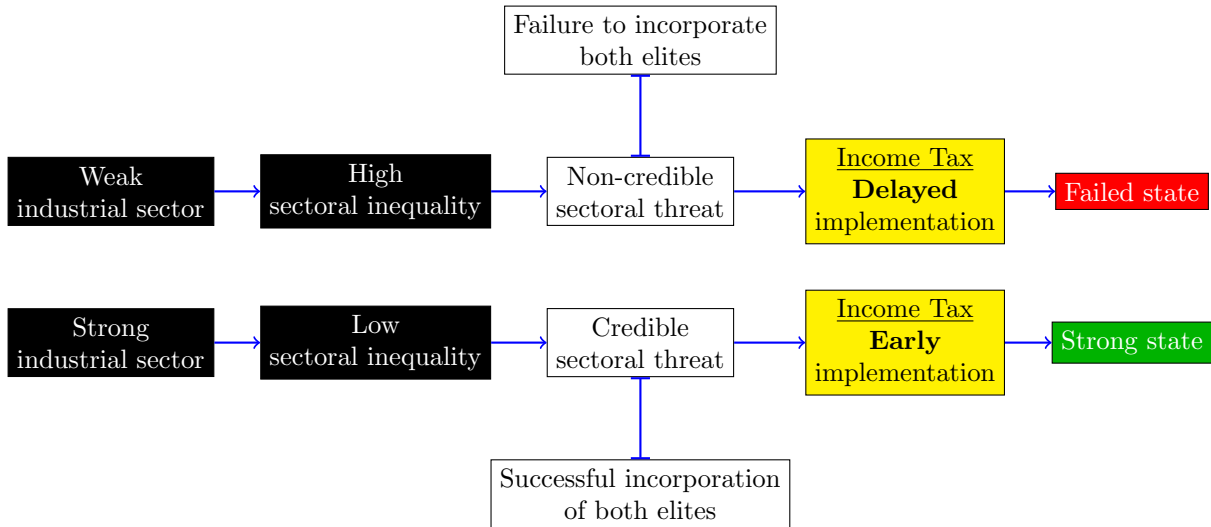 Failure to incorporate
both elites
Weak
industrial sector
High
sectoral inequality
Non-credible
sectoral threat
Income Tax
Delayed
implementation
Failed state
Strong
industrial sector
Low
sectoral inequality
Credible
sectoral threat
Income Tax
Early
implementation
Strong state
Successful incorporation
of both elites